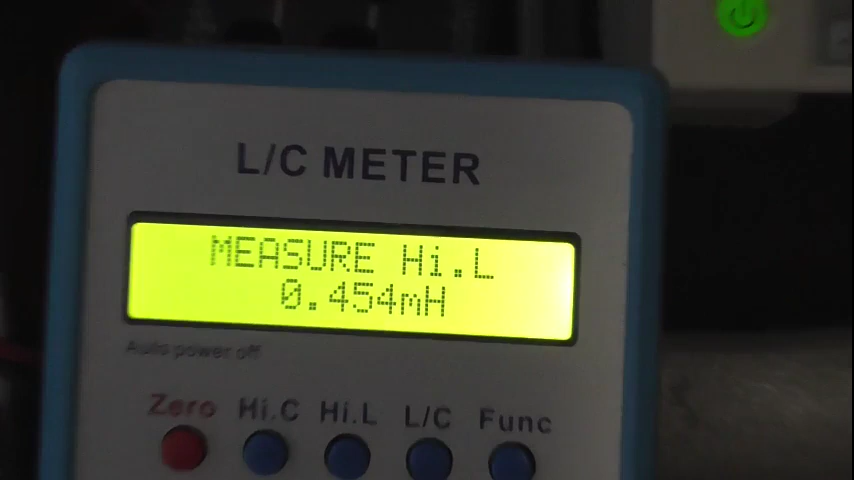 L/C METER
MEASURE Hi.L
0.454mH
Auto power off
Zero Hi.C Hi.L L/C Func